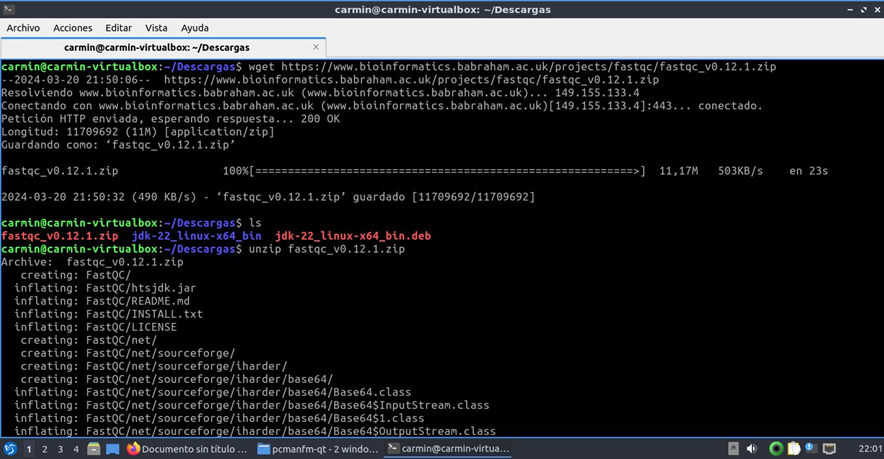 carmin@carmin-virtualbox: ~/Descargas
Archivo Acciones Editar Vista Ayuda
carmin@carmin-virtualbox: ~/Descargas
carmin@carmin-virtualbox:~/Descargas$ wget https://www.bioinformatics.babraham.ac.uk/projects/fastqc/fastqc_v0.12.1.zip
--2024-03-20 21:50:06-- https://www.bioinformatics.babraham.ac.uk/projects/fastqc/fastqc_v0.12.1.zip
Resolviendo www.bioinformatics.babraham.ac.uk (www.bioinformatics.babraham.ac.uk)... 149.155.133.4
Conectando con www.bioinformatics.babraham.ac.uk (www.bioinformatics.babraham.ac.uk)[149.155.133.4]:443... conectado.
Petición HTTP enviada, esperando respuesta... 200 OK
Longitud: 11709692 (11M) [application/zip]
Guardando como: ‘fastqc_v0.12.1.zip’
fastqc_v0.12.1.zip 100%[===========================================================>] 11,17M 503KB/s en 23s
2024-03-20 21:50:32 (490 KB/s) - ‘fastqc_v0.12.1.zip’ guardado [11709692/11709692]
carmin@carmin-virtualbox:~/Descargas$ ls
fastqc_v0.12.1.zip jdk-22_linux-x64_bin jdk-22_linux-x64_bin.deb
carmin@carmin-virtualbox:~/Descargas$ unzip fastqc_v0.12.1.zip
Archive: fastqc_v0.12.1.zip
creating: FastQC/
inflating: FastQC/htsjdk.jar
inflating: FastQC/README.md
inflating: FastQC/INSTALL.txt
inflating: FastQC/LICENSE
creating: FastQC/net/
creating: FastQC/net/sourceforge/
creating: FastQC/net/sourceforge/iharder/
creating: FastQC/net/sourceforge/iharder/base64/
inflating: FastQC/net/sourceforge/iharder/base64/Base64.class
inflating: FastQC/net/sourceforge/iharder/base64/Base64$InputStream.class
inflating: FastQC/net/sourceforge/iharder/base64/Base64$1.class
inflating: FastQC/net/sourceforge/iharder/base64/Base64$OutputStream.class
1 2 3 4 Documento sin título ... pcmanfm-qt - 2 windo... carmin@carmin-virtua... 22:01